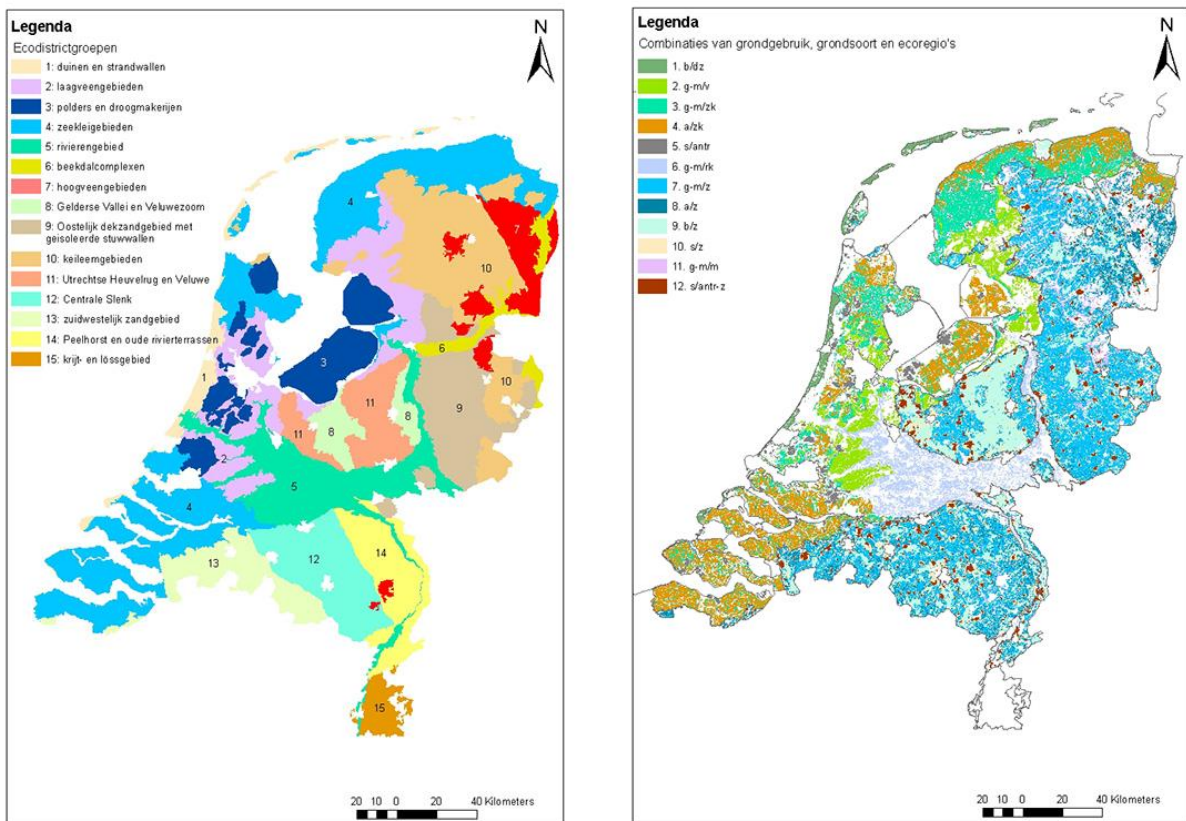 Legenda
Ecodistrictgroepen
1: duinen en strandwallen
2: laagveengebieden
3: polders en droogmakerijen
4: zeekleigebieden
5: rivierengebied
6: beekdalcomplexen
7: hoogveengebieden
8: Gelderse Vallei en Veluwezoom
9: Oostelijk dekzandgebied met
geisoleerde stuwwallen
10: keileemgebieden
11: Utrechtse Heuvelrug en Veluwe
12: Centrale Slenk
13: zuidwestelijk zandgebied
14: Peelhorst en oude rivierterrassen
15: krijt- en lössgebied
N
4
7
10
3
6
1
11
10
8
9
11
8
2
5
4
12
14
13
15
20 10 0 20 40 Kilometers
Legenda
Combinaties van grondgebruik, grondsoort en ecoregio's
1. b/dz
2. g-m/v
3. g-m/zk
4. a/zk
5. s/antr
6. g-m/rk
7. g-m/z
8. a/z
9. b/z
10. s/z
11. g-m/m
12. s/antr-z
N
20 10 0 20 40 Kilometers